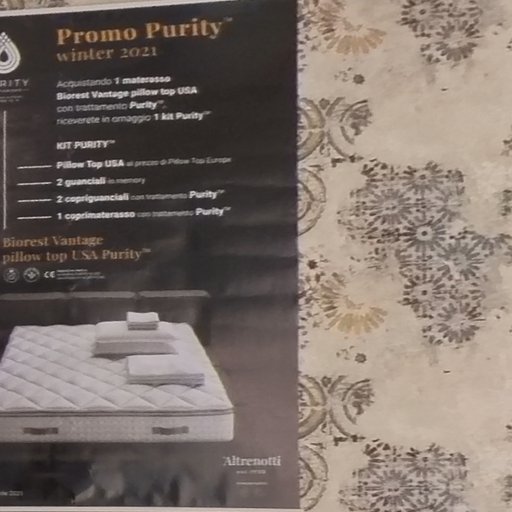 Promo Purity™
winter 2021
Acquistando 1 materasso
Biorest Vantage pillow top USA
con trattamento Purity™,
riceverete in omaggio 1 kit Purity™
KIT PURITY™
Pillow Top USA al prezzo di Pillow Top Europe
2 guanciali in memory
2 copriguanciali con trattamento Purity™
1 coprimaterasso con trattamento Purity™
Biorest Vantage
pillow top USA Purity™
CE
Altrenotti
2021